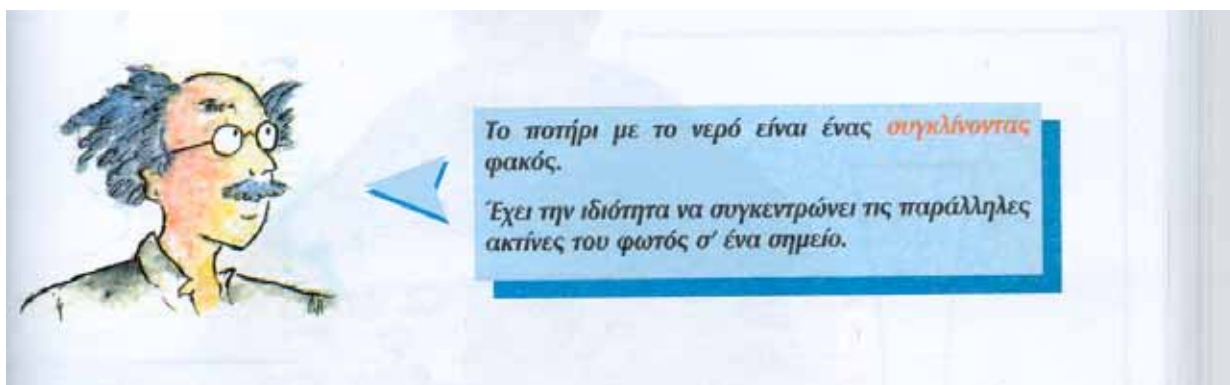 Το ποτήρι με το νερό είναι ένας συγκλίνοντας
φακός.
Έχει την ιδιότητα να συγκεντρώνει τις παράλληλες
ακτίνες του φωτός σ' ένα σημείο.